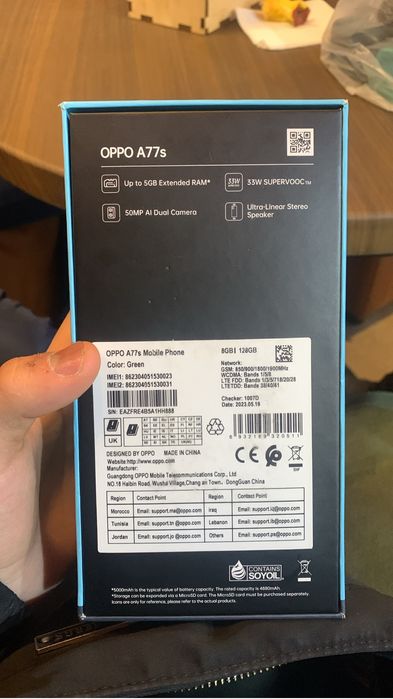 OPPO A77s
Up to 5GB Extended RAM*
33W
33W SUPERVOOC™
50MP AI Dual Camera
Ultra-Linear Stereo
Speaker
OPPO A77s Mobile Phone
8GB| 128GB
Color: Green
IMEI1: 862304051530023
IMEI2: 862304051530031
Network:
GSM: 850/900/1800/1900MHz
WCDMA: Bands 1/5/8
LTE FDD: Bands 1/3/5/7/8/20/28
LTETDD: Bands 38/40/41
S/N: EAZFRE4B5A1HH888
Checker: 1007D
Date: 2023.05.16
UK
CE
DESIGNED BY OPPO MADE IN CHINA
Website:http://www.oppo.com
Manufacturer:
Guangdong OPPO Mobile Telecommunications Corp., Ltd
NO.18 Haibin Road, Wusha Village,Chang'an Town, DongGuan China
Region Contact Point Region Contact Point
Morocco Email: support.ma@oppo.com Iraq Email: support.iq@oppo.com
Tunisia Email: support.tn@oppo.com Lebanon Email: support.lb@oppo.com
Jordan Email: support.jo@oppo.com Others Email: support.pa@oppo.com
CONTAINS
SOYOIL
*5000mAh is the typical value of battery capacity. The rated capacity is 4880mAh.
*Storage can be expanded via a MicroSD card. The MicroSD card must be purchased separately.
Icons are only for reference, please refer to the actual products.